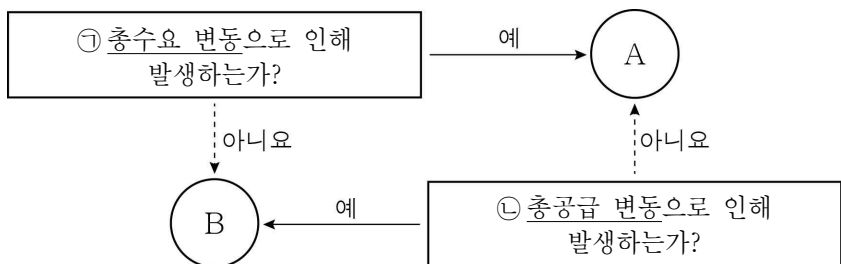 ㉠ 총수요 변동으로 인해
발생하는가?
예
A
아니요
아니요
B
예
㉡ 총공급 변동으로 인해
발생하는가?